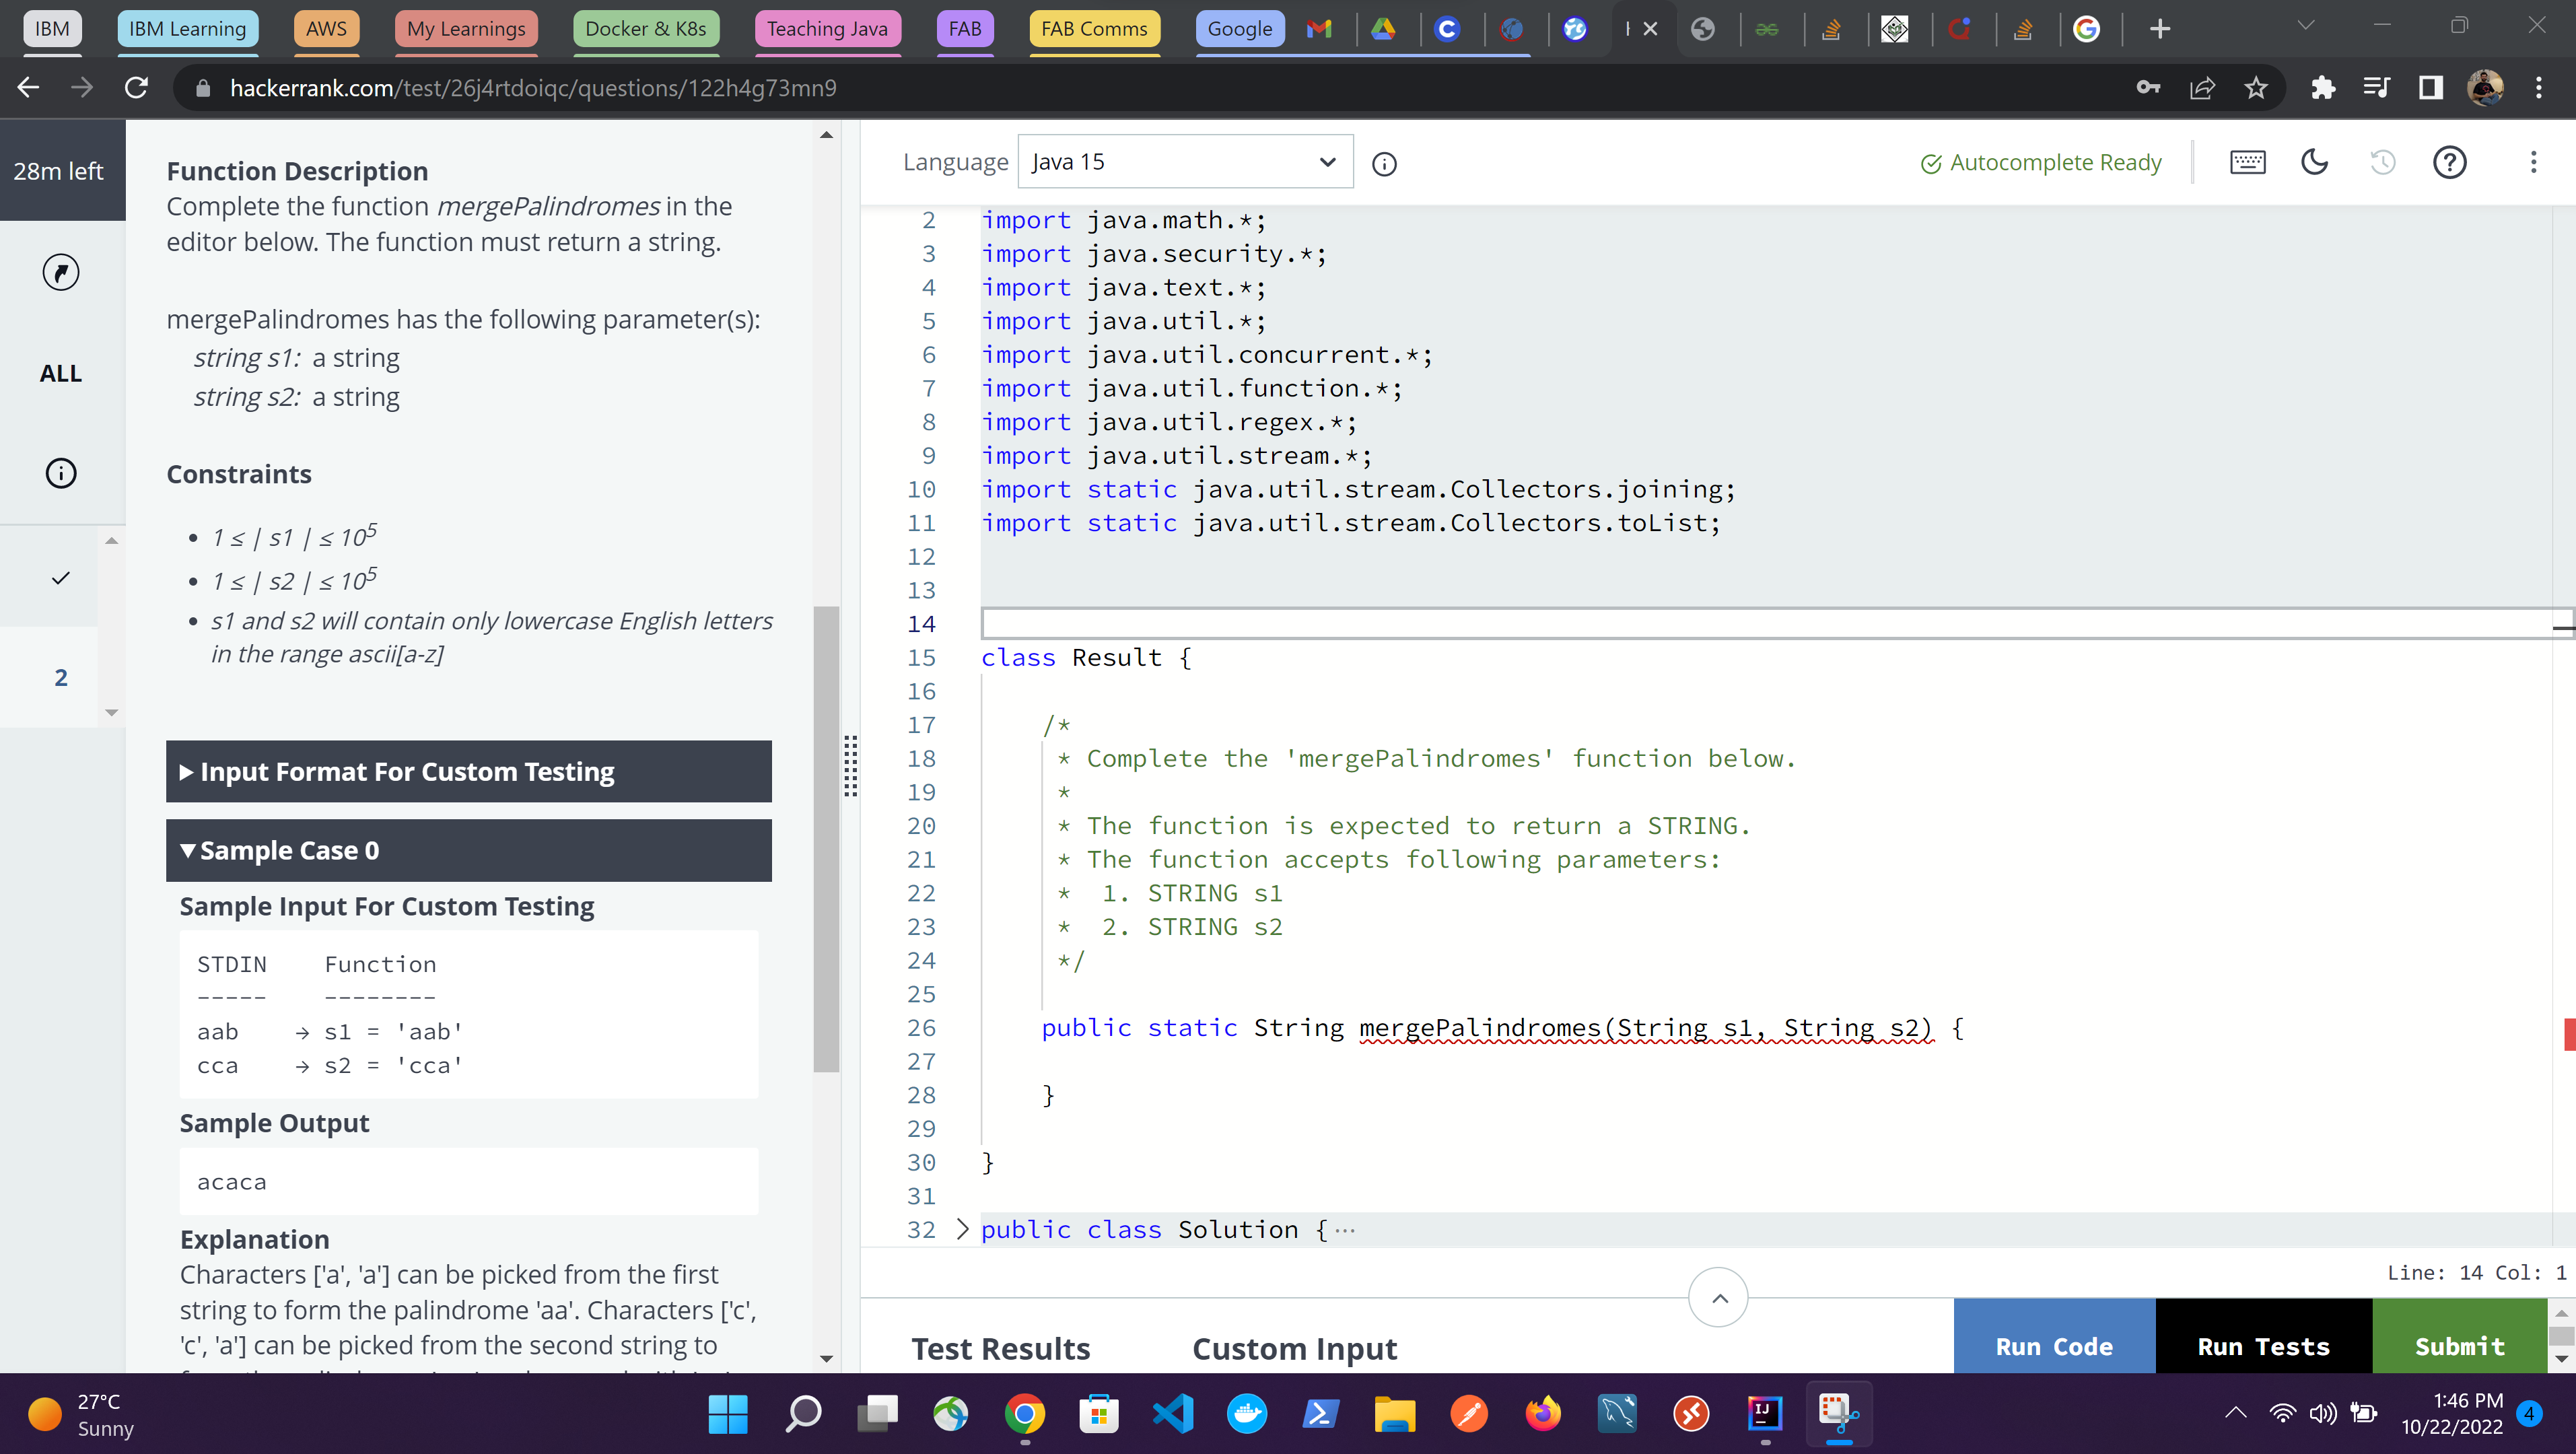 IBM IBM Learning AWS My Learnings Docker & K8s Teaching Java FAB FAB Comms Google
hackerrank.com/test/26j4rtdoiqc/questions/122h4g73mn9
28m left
ALL
2
Function Description
Complete the function mergePalindromes in the
editor below. The function must return a string.
mergePalindromes has the following parameter(s):
string s1: a string
string s2: a string
Constraints
• 1 ≤ | s1 | ≤ 10⁵
• 1 ≤ | s2 | ≤ 10⁵
• s1 and s2 will contain only lowercase English letters
in the range ascii[a-z]
Input Format For Custom Testing
Sample Case 0
Sample Input For Custom Testing
STDIN Function
----- --------
aab → s1 = 'aab'
cca → s2 = 'cca'
Sample Output
acaca
Explanation
Characters ['a', 'a'] can be picked from the first
string to form the palindrome 'aa'. Characters ['c',
'c', 'a'] can be picked from the second string to
Language Java 15 Autocomplete Ready
2 import java.math.*;
3 import java.security.*;
4 import java.text.*;
5 import java.util.*;
6 import java.util.concurrent.*;
7 import java.util.function.*;
8 import java.util.regex.*;
9 import java.util.stream.*;
10 import static java.util.stream.Collectors.joining;
11 import static java.util.stream.Collectors.toList;
12
13
14
15 class Result {
16
17 /*
18 * Complete the 'mergePalindromes' function below.
19 *
20 * The function is expected to return a STRING.
21 * The function accepts following parameters:
22 * 1. STRING s1
23 * 2. STRING s2
24 */
25
26 public static String mergePalindromes(String s1, String s2) {
27
28 }
29
30 }
31
32 public class Solution {···
Line: 14 Col: 1
Test Results Custom Input Run Code Run Tests Submit
27°C
Sunny
1:46 PM
10/22/2022
4